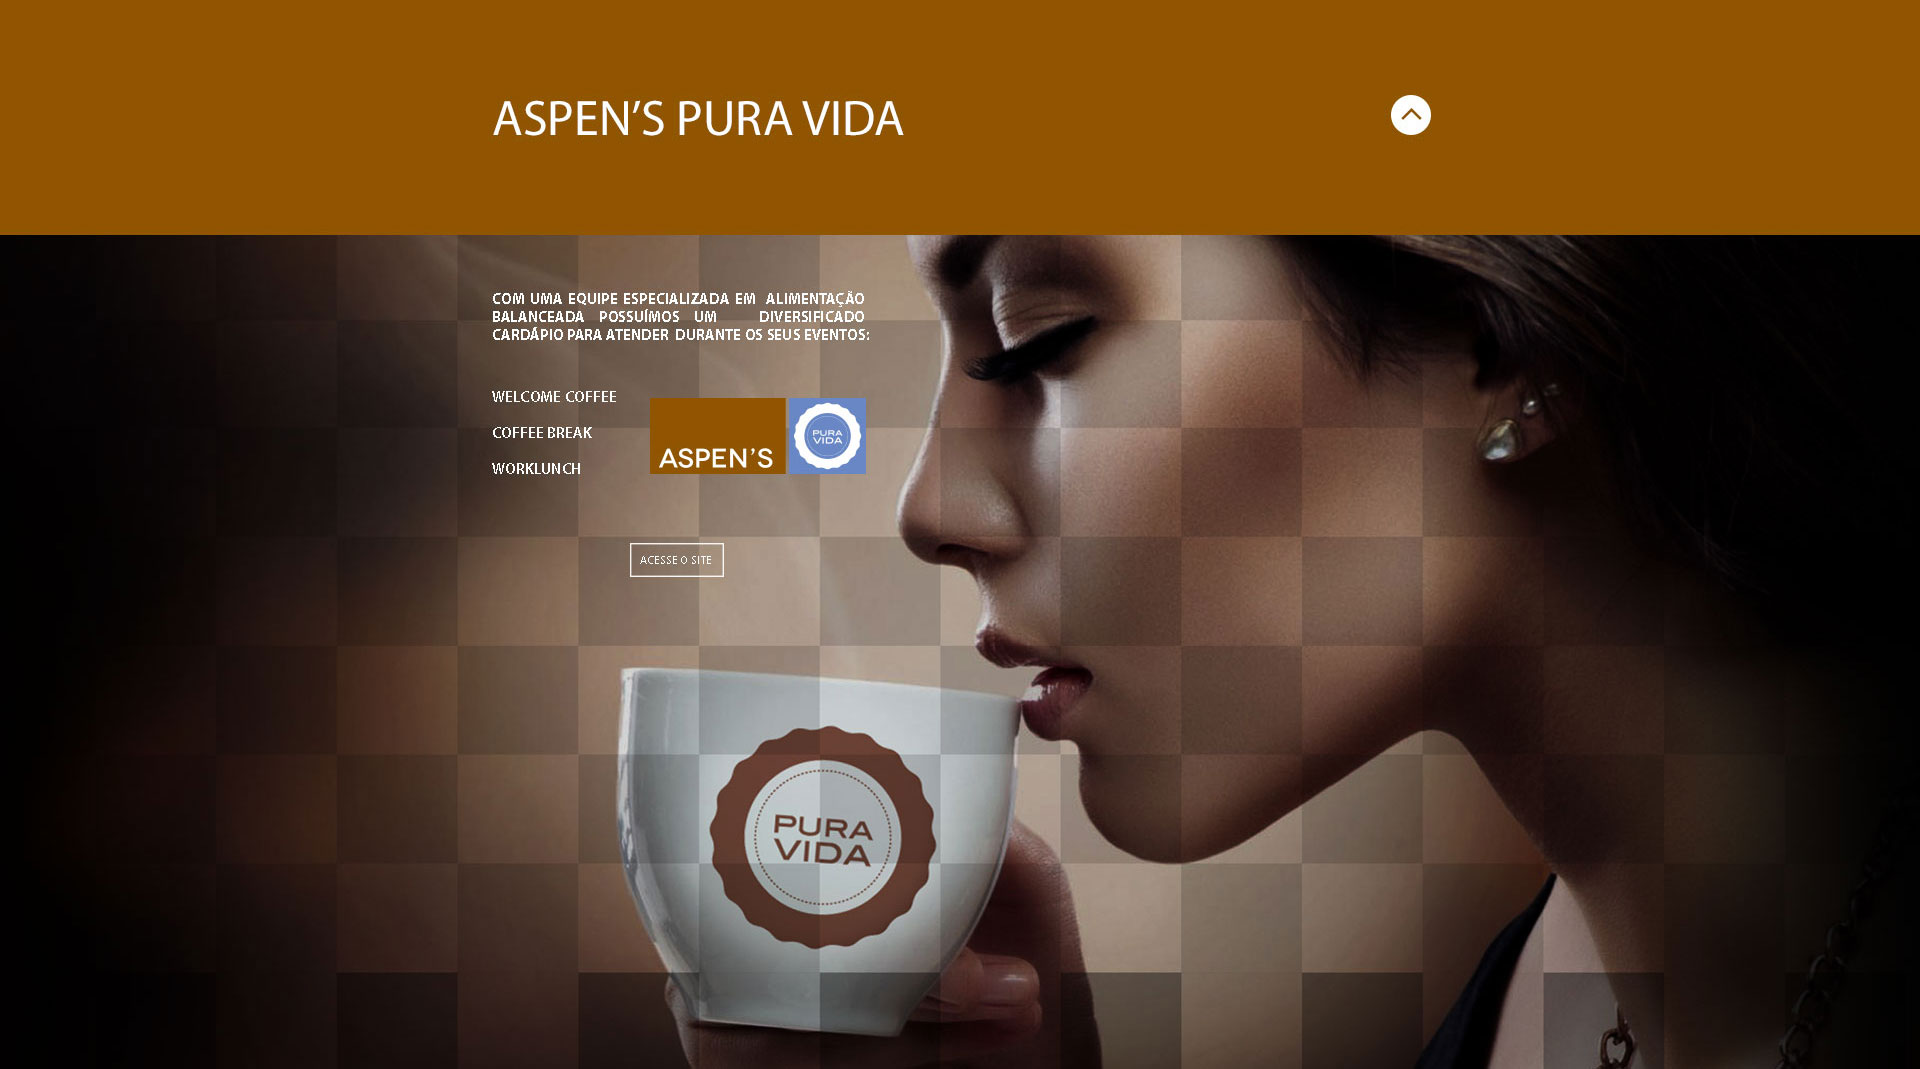 ASPEN’S PURA VIDA
COM UMA EQUIPE ESPECIALIZADA EM ALIMENTAÇÃO
BALANCEADA POSSUÍMOS UM DIVERSIFICADO
CARDÁPIO PARA ATENDER DURANTE OS SEUS EVENTOS:
WELCOME COFFEE
COFFEE BREAK
WORKLUNCH
ASPEN’S
PURA
VIDA
ACESSE O SITE
PURA
VIDA